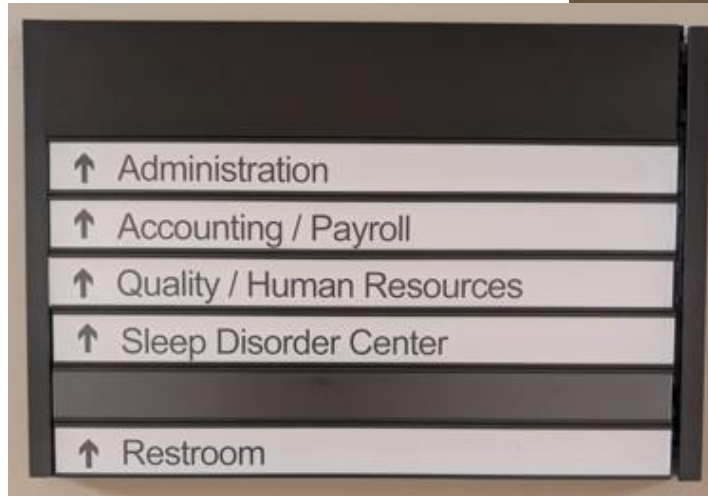 ↑ Administration
↑ Accounting / Payroll
↑ Quality / Human Resources
↑ Sleep Disorder Center
↑ Restroom